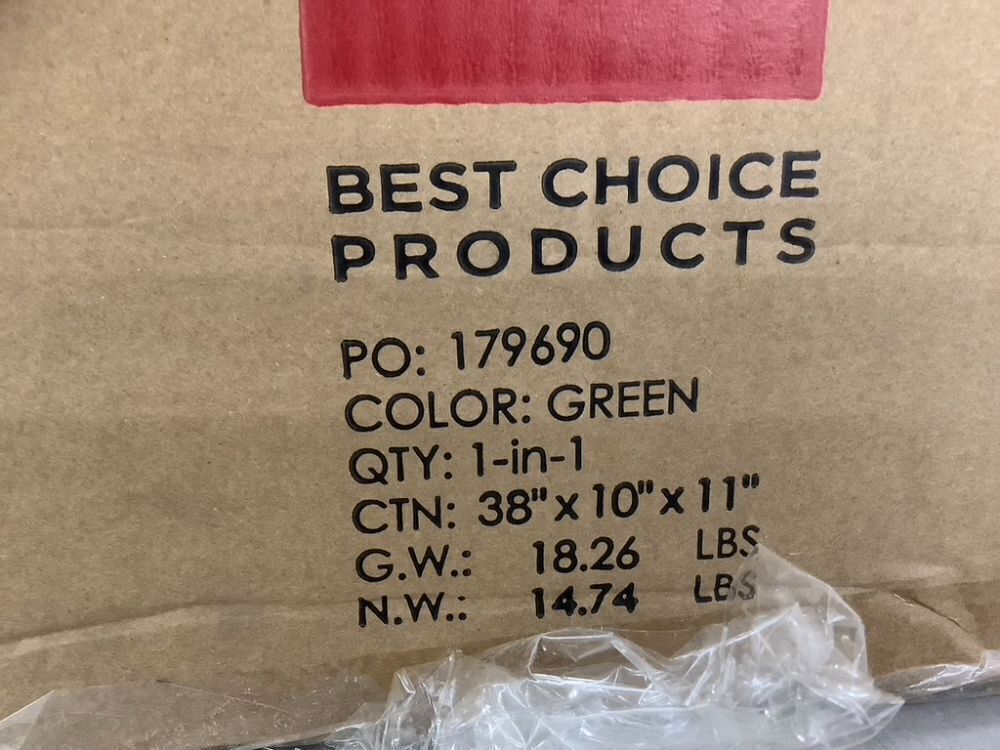 BEST CHOICE
PRODUCTS
PO: 179690
COLOR: GREEN
QTY: 1-in-1
CTN: 38" x 10" x 11"
G.W.: 18.26 LBS
N.W.: 14.74 LBS